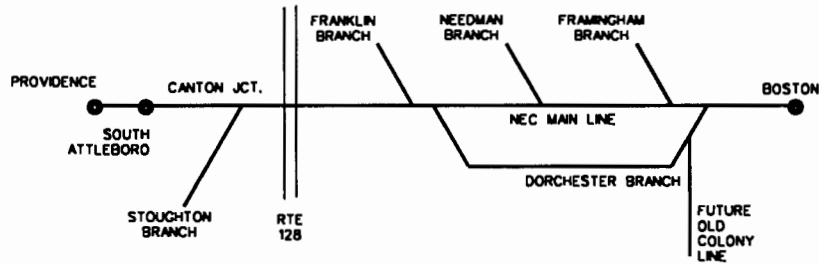 FRANKLIN
BRANCH
NEEDMAN
BRANCH
FRAMINGHAM
BRANCH
PROVIDENCE
CANTON JCT.
BOSTON
SOUTH
ATTLEBORO
NEC MAIN LINE
DORCHESTER BRANCH
STOUGHTON
BRANCH
RTE
128
FUTURE
OLD
COLONY
LINE